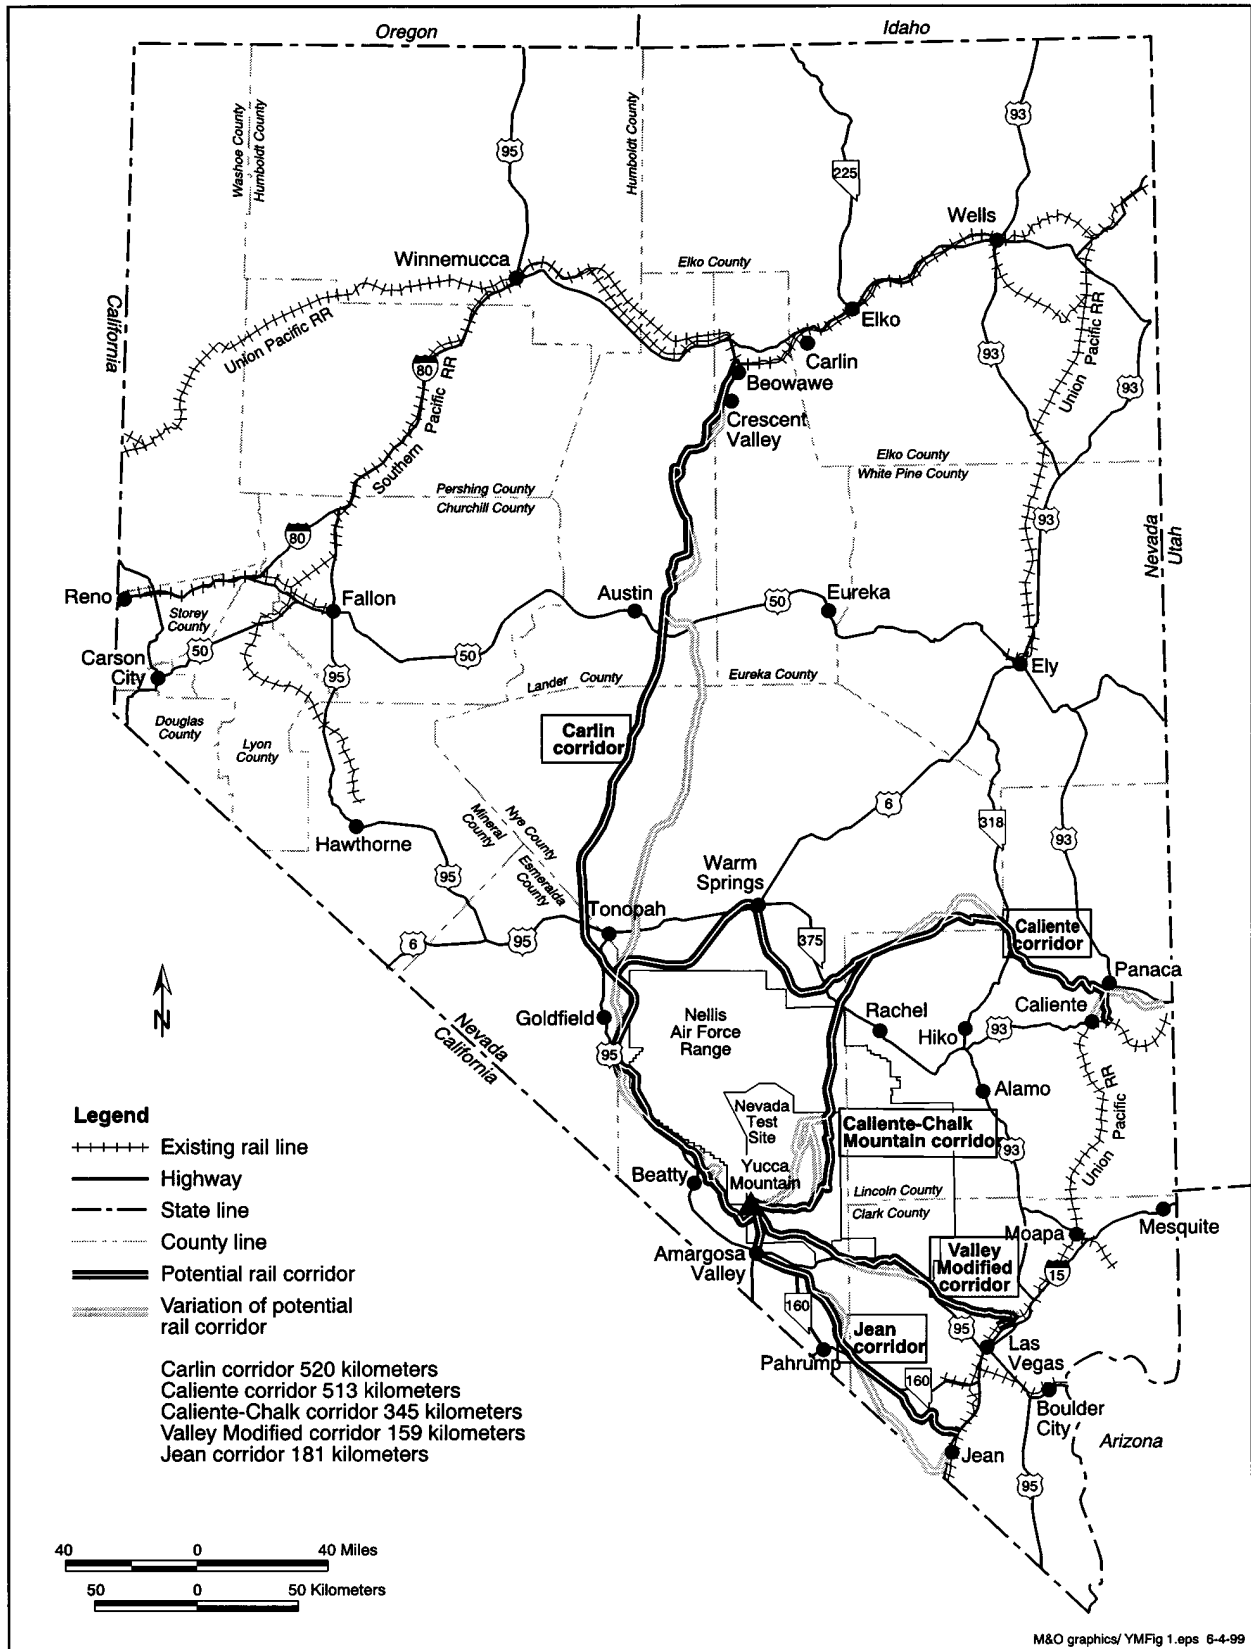 Oregon
Idaho
Washoe County
Humboldt County
Humboldt County
95
93
225
Wells
Winnemucca
Elko County
California
Union Pacific RR
Elko
Carlin
Beowawe
Crescent
Valley
80
Southern Pacific RR
93
Union Pacific RR
93
Elko County
White Pine County
Pershing County
Churchill County
93
80
Nevada
Utah
Reno
Storey
County
Fallon
Austin
50
Eureka
50
50
Carson
City
95
Ely
Lander County
Eureka County
Douglas
County
Lyon
County
Carlin
corridor
6
318
93
Nye County
Mineral
County
Esmeralda
County
Hawthorne
95
Warm
Springs
Tonopah
6
95
375
Caliente
corridor
Panaca
Caliente
N
Goldfield
Nellis
Air Force
Range
Rachel
Hiko
93
Nevada
California
95
Alamo
Union Pacific RR
Nevada
Test
Site
Caliente-Chalk
Mountain corridor
93
Beatty
Yucca
Mountain
Lincoln County
Clark County
Moapa
Mesquite
Amargosa
Valley
Valley
Modified
corridor
15
160
Jean
corridor
95
Las
Vegas
Pahrump
160
Boulder
City
Arizona
Jean
95
Legend
Existing rail line
Highway
State line
County line
Potential rail corridor
Variation of potential
rail corridor
Carlin corridor 520 kilometers
Caliente corridor 513 kilometers
Caliente-Chalk corridor 345 kilometers
Valley Modified corridor 159 kilometers
Jean corridor 181 kilometers
40 0 40 Miles
50 0 50 Kilometers
M&O graphics/ YMFig 1.eps 6-4-99